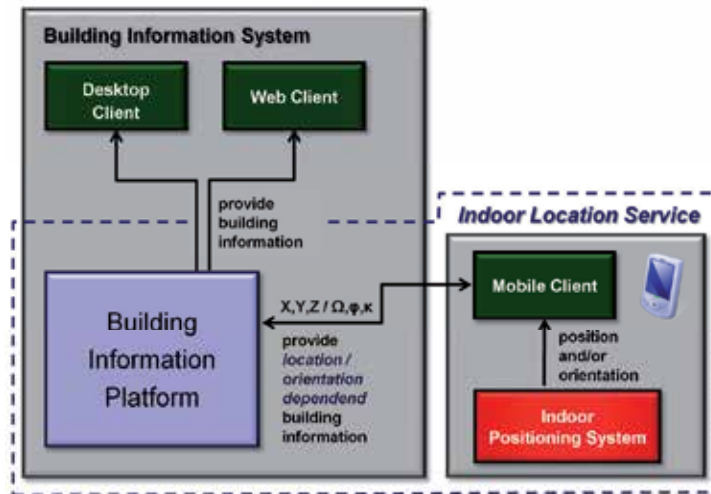 Building Information System
Desktop
Client
Web Client
provide
building
information
Indoor Location Service
Building
Information
Platform
X,Y,Z / Ω,φ,κ
provide
location /
orientation
dependend
building
information
Mobile Client
position
and/or
orientation
Indoor
Positioning System